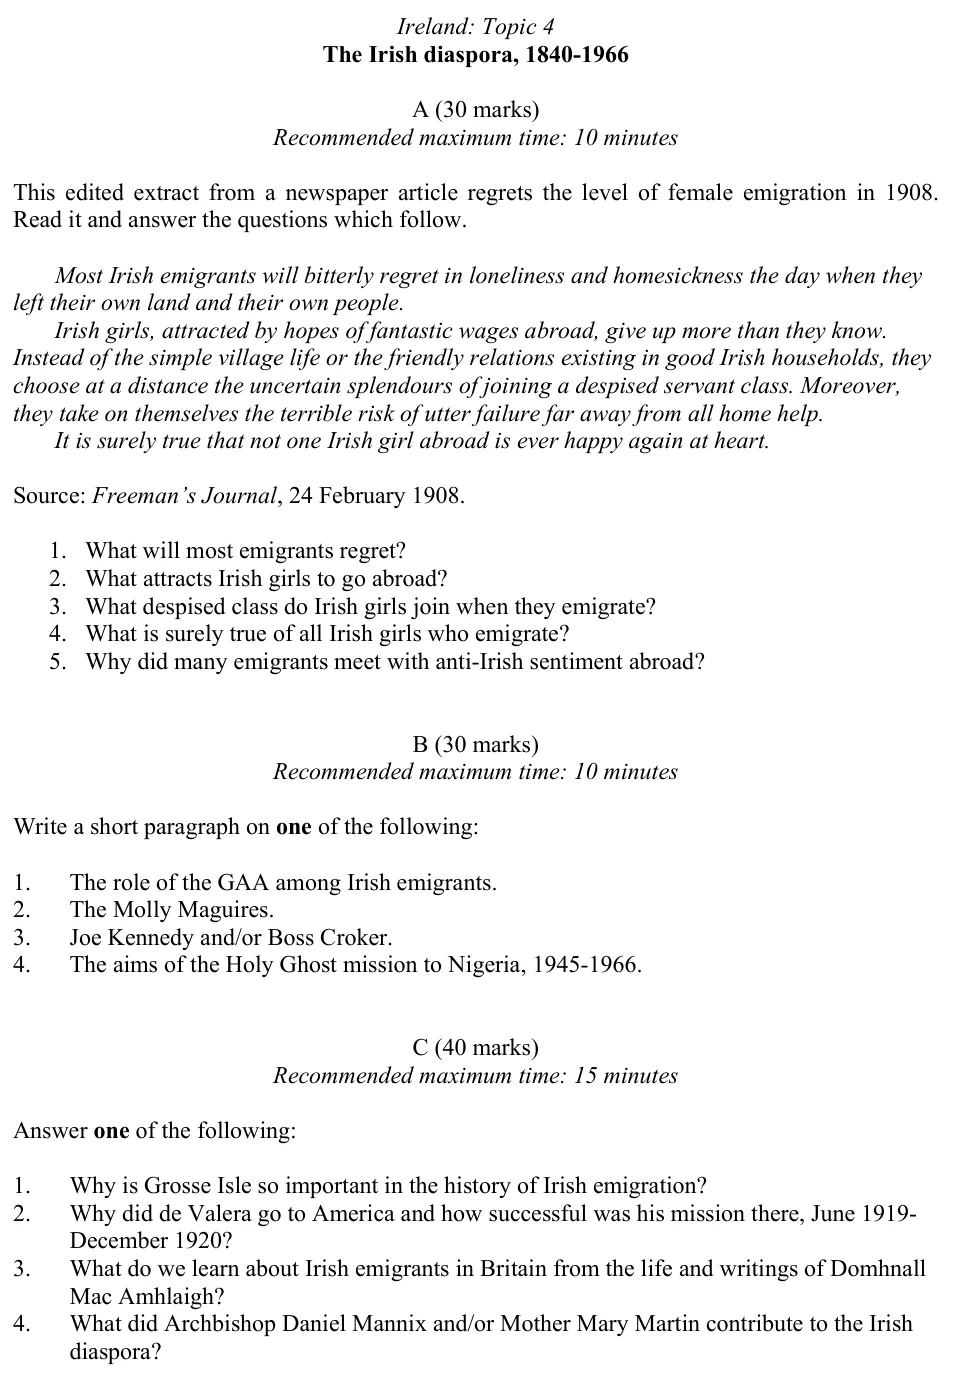 Ireland: Topic 4
The Irish diaspora, 1840-1966
A (30 marks)
Recommended maximum time: 10 minutes
This edited extract from a newspaper article regrets the level of female emigration in 1908.
Read it and answer the questions which follow.
Most Irish emigrants will bitterly regret in loneliness and homesickness the day when they
left their own land and their own people.
Irish girls, attracted by hopes of fantastic wages abroad, give up more than they know.
Instead of the simple village life or the friendly relations existing in good Irish households, they
choose at a distance the uncertain splendours of joining a despised servant class. Moreover,
they take on themselves the terrible risk of utter failure far away from all home help.
It is surely true that not one Irish girl abroad is ever happy again at heart.
Source: Freeman's Journal, 24 February 1908.
1. What will most emigrants regret?
2. What attracts Irish girls to go abroad?
3. What despised class do Irish girls join when they emigrate?
4. What is surely true of all Irish girls who emigrate?
5. Why did many emigrants meet with anti-Irish sentiment abroad?
B (30 marks)
Recommended maximum time: 10 minutes
Write a short paragraph on one of the following:
1. The role of the GAA among Irish emigrants.
2. The Molly Maguires.
3. Joe Kennedy and/or Boss Croker.
4. The aims of the Holy Ghost mission to Nigeria, 1945-1966.
C (40 marks)
Recommended maximum time: 15 minutes
Answer one of the following:
1. Why is Grosse Isle so important in the history of Irish emigration?
2. Why did de Valera go to America and how successful was his mission there, June 1919-
December 1920?
3. What do we learn about Irish emigrants in Britain from the life and writings of Domhnall
Mac Amhlaigh?
4. What did Archbishop Daniel Mannix and/or Mother Mary Martin contribute to the Irish
diaspora?